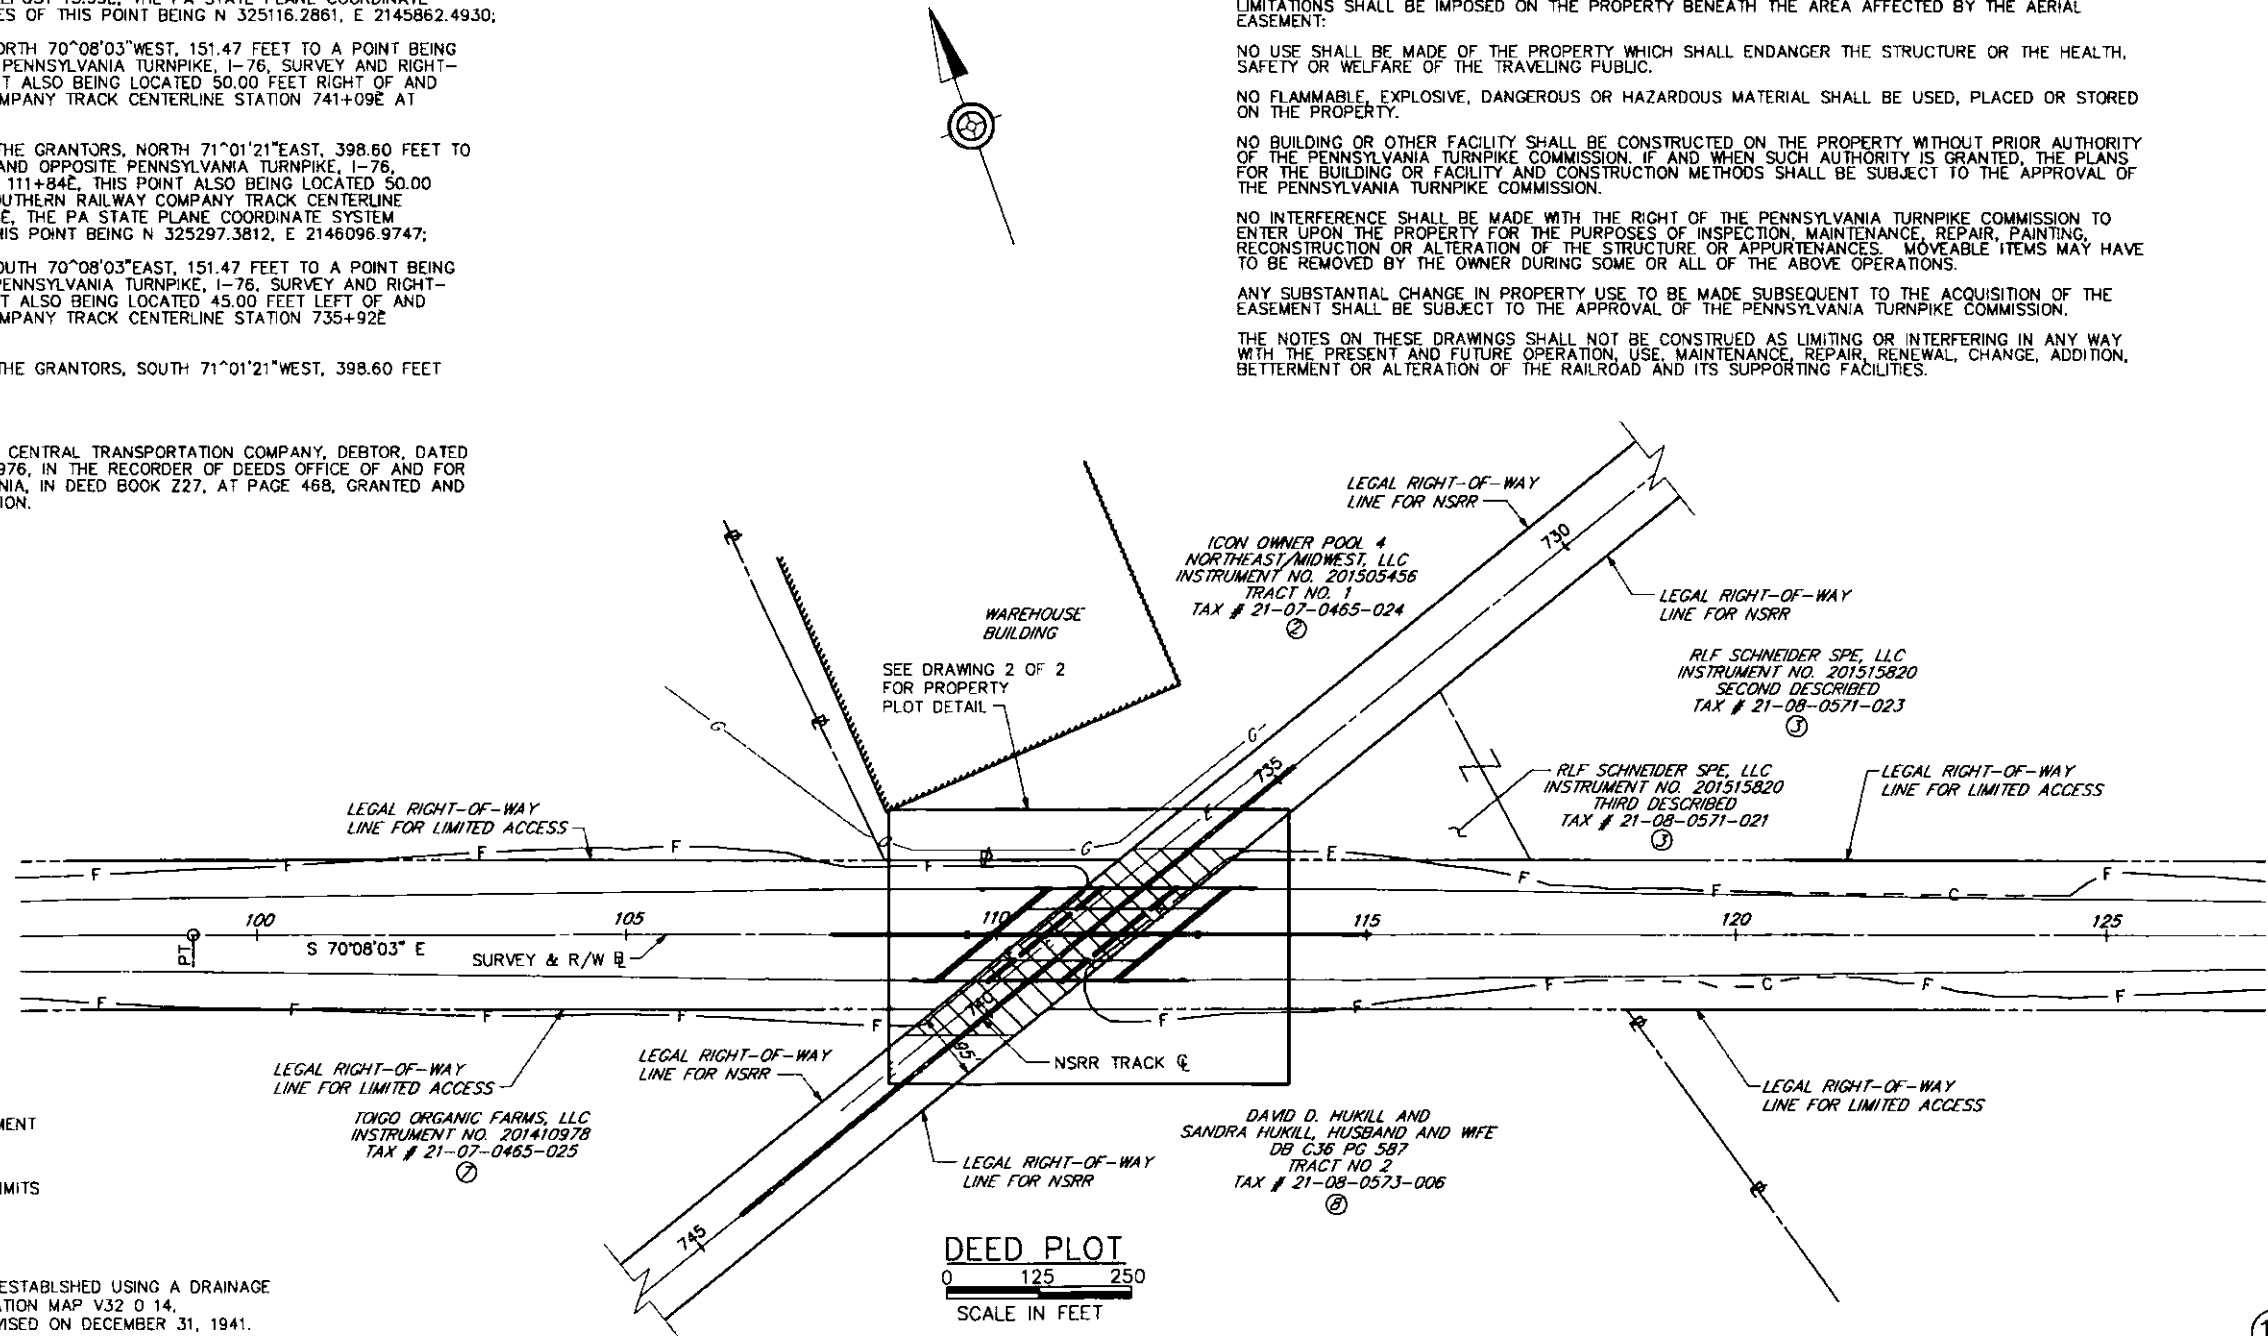 ES OF THIS POINT BEING N 325116.2861, E 2145862.4930;
ORTH 70^08'03"WEST, 151.47 FEET TO A POINT BEING
PENNSYLVANIA TURNPIKE, I-76, SURVEY AND RIGHT-
T ALSO BEING LOCATED 50.00 FEET RIGHT OF AND
MPANY TRACK CENTERLINE STATION 741+09± AT
THE GRANTORS, NORTH 71^01'21"EAST, 398.60 FEET TO
AND OPPOSITE PENNSYLVANIA TURNPIKE, I-76,
111+84±, THIS POINT ALSO BEING LOCATED 50.00
OUTHERN RAILWAY COMPANY TRACK CENTERLINE
±, THE PA STATE PLANE COORDINATE SYSTEM
HIS POINT BEING N 325297.3812, E 2146096.9747;
OUTH 70^08'03"EAST, 151.47 FEET TO A POINT BEING
PENNSYLVANIA TURNPIKE, I-76, SURVEY AND RIGHT-
T ALSO BEING LOCATED 45.00 FEET LEFT OF AND
MPANY TRACK CENTERLINE STATION 735+92±
THE GRANTORS, SOUTH 71^01'21"WEST, 398.60 FEET
CENTRAL TRANSPORTATION COMPANY, DEBTOR, DATED
976, IN THE RECORDER OF DEEDS OFFICE OF AND FOR
NIA, IN DEED BOOK Z27, AT PAGE 468, GRANTED AND
ION.
LIMITATIONS SHALL BE IMPOSED ON THE PROPERTY BENEATH THE AREA AFFECTED BY THE AERIAL
EASEMENT:
NO USE SHALL BE MADE OF THE PROPERTY WHICH SHALL ENDANGER THE STRUCTURE OR THE HEALTH,
SAFETY OR WELFARE OF THE TRAVELING PUBLIC.
NO FLAMMABLE, EXPLOSIVE, DANGEROUS OR HAZARDOUS MATERIAL SHALL BE USED, PLACED OR STORED
ON THE PROPERTY.
NO BUILDING OR OTHER FACILITY SHALL BE CONSTRUCTED ON THE PROPERTY WITHOUT PRIOR AUTHORITY
OF THE PENNSYLVANIA TURNPIKE COMMISSION. IF AND WHEN SUCH AUTHORITY IS GRANTED, THE PLANS
FOR THE BUILDING OR FACILITY AND CONSTRUCTION METHODS SHALL BE SUBJECT TO THE APPROVAL OF
THE PENNSYLVANIA TURNPIKE COMMISSION.
NO INTERFERENCE SHALL BE MADE WITH THE RIGHT OF THE PENNSYLVANIA TURNPIKE COMMISSION TO
ENTER UPON THE PROPERTY FOR THE PURPOSES OF INSPECTION, MAINTENANCE, REPAIR, PAINTING,
RECONSTRUCTION OR ALTERATION OF THE STRUCTURE OR APPURTENANCES. MOVEABLE ITEMS MAY HAVE
TO BE REMOVED BY THE OWNER DURING SOME OR ALL OF THE ABOVE OPERATIONS.
ANY SUBSTANTIAL CHANGE IN PROPERTY USE TO BE MADE SUBSEQUENT TO THE ACQUISITION OF THE
EASEMENT SHALL BE SUBJECT TO THE APPROVAL OF THE PENNSYLVANIA TURNPIKE COMMISSION.
THE NOTES ON THESE DRAWINGS SHALL NOT BE CONSTRUED AS LIMITING OR INTERFERING IN ANY WAY
WITH THE PRESENT AND FUTURE OPERATION, USE, MAINTENANCE, REPAIR, RENEWAL, CHANGE, ADDITION,
BETTERMENT OR ALTERATION OF THE RAILROAD AND ITS SUPPORTING FACILITIES.
LEGAL RIGHT-OF-WAY
LINE FOR NSRR
730
ICON OWNER POOL 4
NORTHEAST/MIDWEST, LLC
INSTRUMENT NO. 201505456
TRACT NO. 1
TAX # 21-07-0465-024
2
LEGAL RIGHT-OF-WAY
LINE FOR NSRR
WAREHOUSE
BUILDING
SEE DRAWING 2 OF 2
FOR PROPERTY
PLOT DETAIL
RLF SCHNEIDER SPE, LLC
INSTRUMENT NO. 201515820
SECOND DESCRIBED
TAX # 21-08-0571-023
3
G
G
735
RLF SCHNEIDER SPE, LLC
INSTRUMENT NO. 201515820
THIRD DESCRIBED
TAX # 21-08-0571-021
3
LEGAL RIGHT-OF-WAY
LINE FOR LIMITED ACCESS
LEGAL RIGHT-OF-WAY
LINE FOR LIMITED ACCESS
F F F F F G G F F F C F
100 105 110 115 120 125
PT
S 70°08'03" E
SURVEY & R/W BL
F F F F F F F F C F F
740
95'
NSRR TRACK CL
LEGAL RIGHT-OF-WAY
LINE FOR LIMITED ACCESS
LEGAL RIGHT-OF-WAY
LINE FOR NSRR
LEGAL RIGHT-OF-WAY
LINE FOR LIMITED ACCESS
TOIGO ORGANIC FARMS, LLC
INSTRUMENT NO. 201410978
TAX # 21-07-0465-025
7
DAVID D. HUKILL AND
SANDRA HUKILL, HUSBAND AND WIFE
DB C36 PG 587
TRACT NO 2
TAX # 21-08-0573-006
8
LEGAL RIGHT-OF-WAY
LINE FOR NSRR
745
MENT
IMITS
ESTABLSHED USING A DRAINAGE
ATION MAP V32 0 14,
VISED ON DECEMBER 31, 1941.
DEED PLOT
0 125 250
SCALE IN FEET